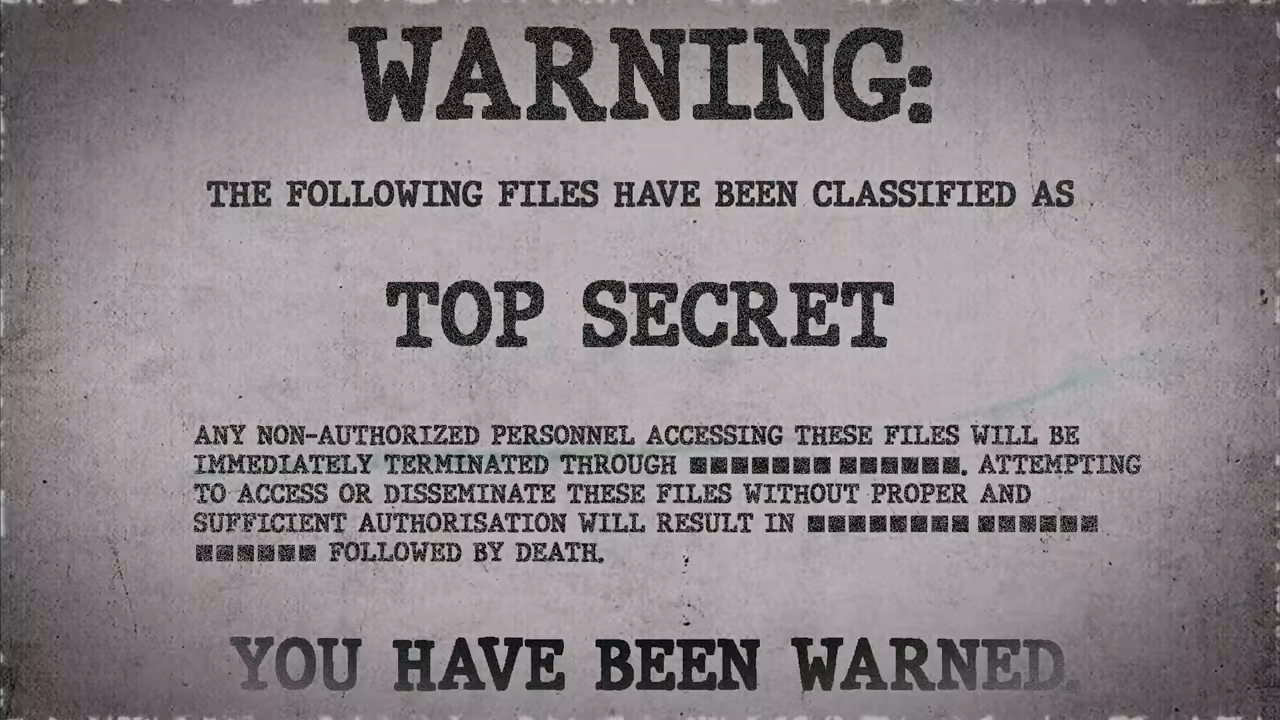 WARNING:
THE FOLLOWING FILES HAVE BEEN CLASSIFIED AS
TOP SECRET
ANY NON-AUTHORIZED PERSONNEL ACCESSING THESE FILES WILL BE
IMMEDIATELY TERMINATED THROUGH ■■■■■■■ ■■■■■■. ATTEMPTING
TO ACCESS OR DISSEMINATE THESE FILES WITHOUT PROPER AND
SUFFICIENT AUTHORISATION WILL RESULT IN ■■■■■■■■ ■■■■■■
■■■■■■ FOLLOWED BY DEATH.
YOU HAVE BEEN WARNED.